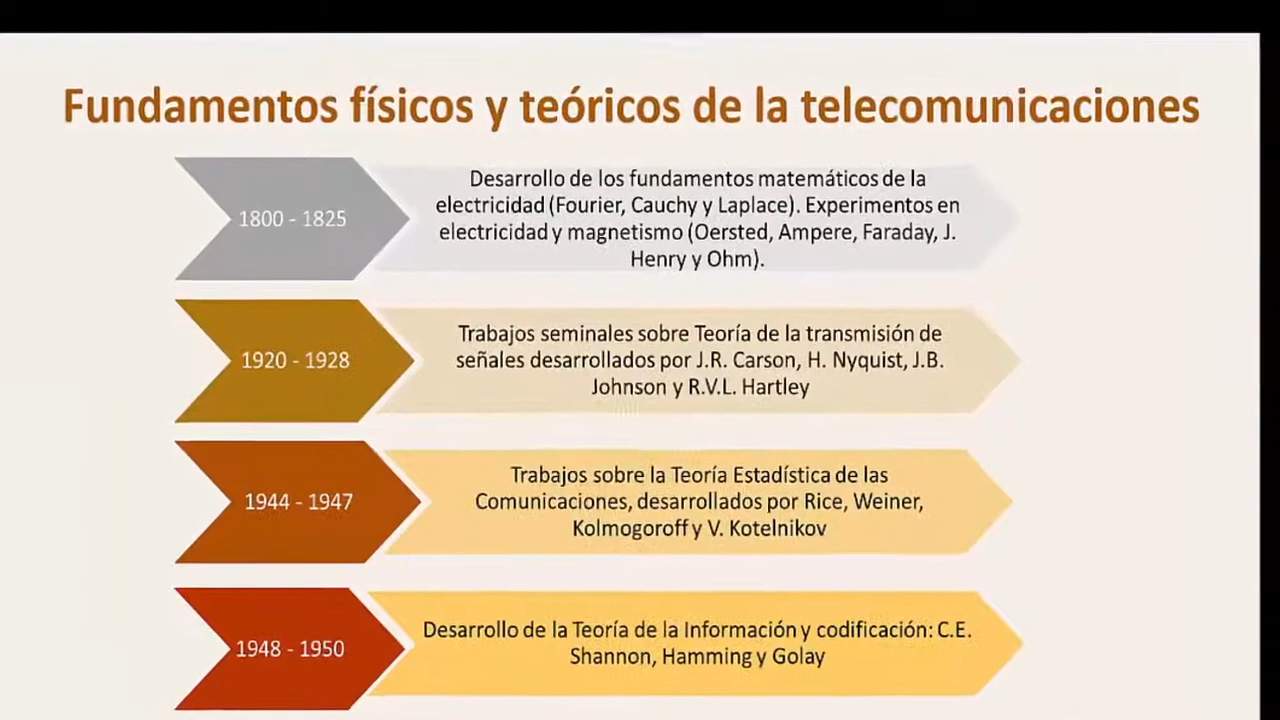 Fundamentos físicos y teóricos de la telecomunicaciones
1800 - 1825
Desarrollo de los fundamentos matemáticos de la
electricidad (Fourier, Cauchy y Laplace). Experimentos en
electricidad y magnetismo (Oersted, Ampere, Faraday, J.
Henry y Ohm).
1920 - 1928
Trabajos seminales sobre Teoría de la transmisión de
señales desarrollados por J.R. Carson, H. Nyquist, J.B.
Johnson y R.V.L. Hartley
1944 - 1947
Trabajos sobre la Teoría Estadística de las
Comunicaciones, desarrollados por Rice, Weiner,
Kolmogoroff y V. Kotelnikov
1948 - 1950
Desarrollo de la Teoría de la Información y codificación: C.E.
Shannon, Hamming y Golay